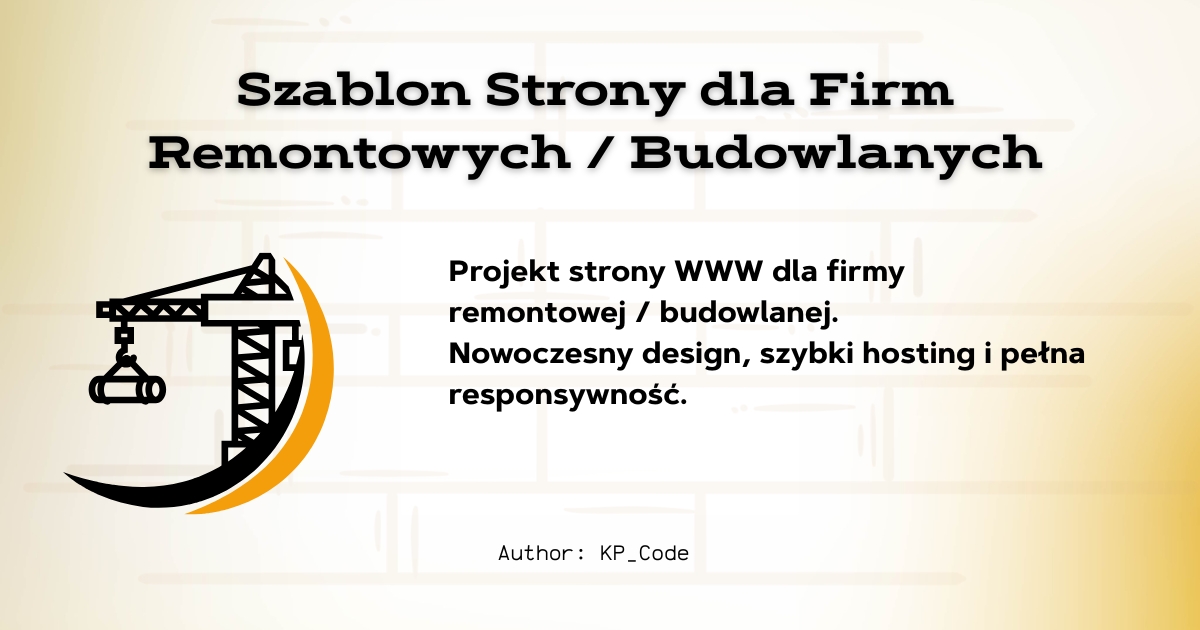 Szablon Strony dla Firm
Remontowych / Budowlanych
Projekt strony WWW dla firmy
remontowej / budowlanej.
Nowoczesny design, szybki hosting i pełna
responsywność.
Author: KP_Code